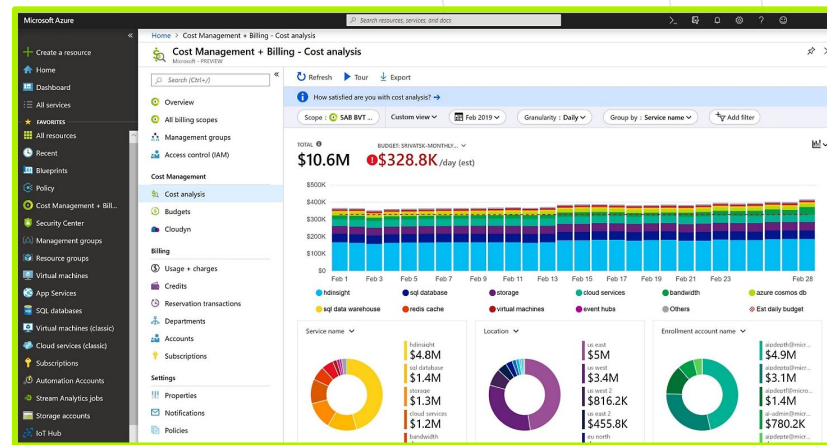 Microsoft Azure
Search resources, services, and docs
Create a resource
Home
Dashboard
All services
FAVORITES
All resources
Recent
Blueprints
Policy
Cost Management + Bill...
Security Center
Management groups
Resource groups
Virtual machines
App Services
SQL databases
Virtual machines (classic)
Cloud services (classic)
Subscriptions
Automation Accounts
Stream Analytics jobs
Storage accounts
IoT Hub
Home > Cost Management + Billing - Cost analysis
Cost Management + Billing - Cost analysis
Microsoft - PREVIEW
Search (Ctrl+/)
Overview
All billing scopes
Management groups
Access control (IAM)
Cost Management
Cost analysis
Budgets
Cloudyn
Billing
Usage + charges
Credits
Reservation transactions
Departments
Accounts
Subscriptions
Settings
Properties
Notifications
Policies
Refresh Tour Export
How satisfied are you with cost analysis? →
Scope : SAB BVT ... Custom view Feb 2019 Granularity : Daily Group by : Service name Add filter
TOTAL BUDGET: SRIVATSK-MONTHLY...
$10.6M $328.8K /day (est)
$500K
$400K
$300K
$200K
$100K
$0
Feb 1 Feb 3 Feb 5 Feb 7 Feb 9 Feb 11 Feb 13 Feb 15 Feb 17 Feb 19 Feb 21 Feb 23 Feb 28
hdinsight sql database storage cloud services bandwidth azure cosmos db
sql data warehouse redis cache virtual machines event hubs Others Est daily budget
Service name
hdinsight
$4.8M
sql database
$1.4M
storage
$1.3M
cloud services
$1.2M
bandwidth
Location
us east
$5M
us west
$3.4M
us west 2
$816.2K
us east 2
$455.8K
eu north
Enrollment account name
$4.9M
$3.1M
$1.4M
$780.2K